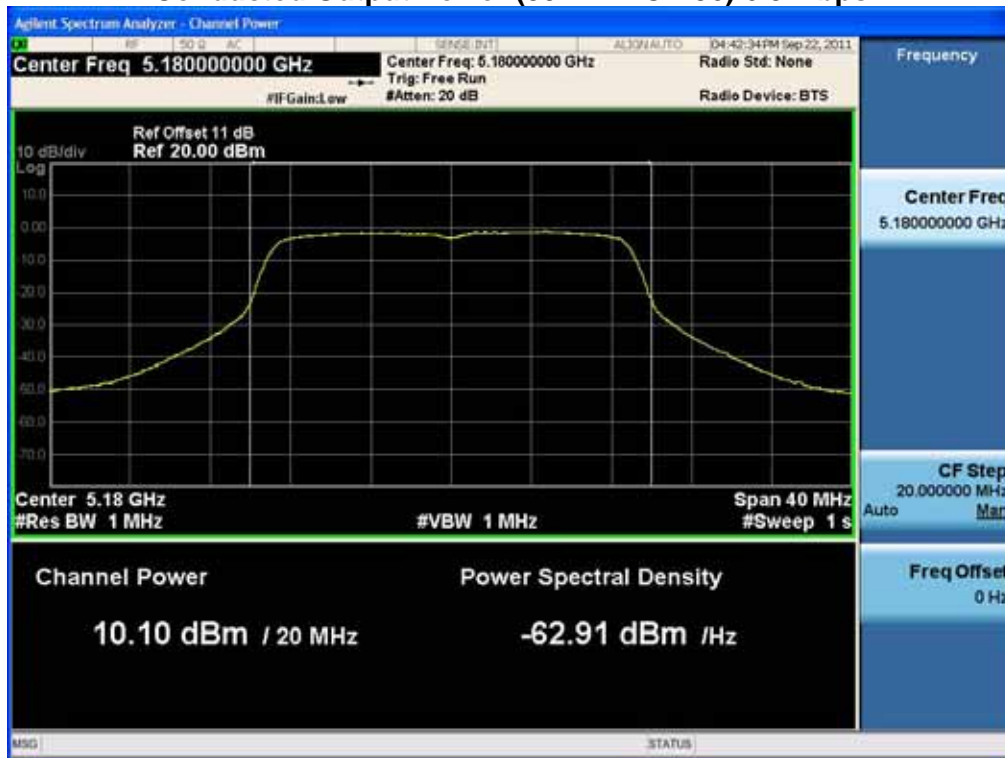 Agilent Spectrum Analyzer - Channel Power
RF 50 Ω AC SENSE:INT ALIGNAUTO 04:42:34 PM Sep 22, 2011
Center Freq 5.180000000 GHz
Center Freq: 5.180000000 GHz
Radio Std: None
Trig: Free Run
#IFGain:Low
#Atten: 20 dB
Radio Device: BTS
Ref Offset 11 dB
10 dB/div
Ref 20.00 dBm
Log
10.0
0.00
-10.0
-20.0
-30.0
-40.0
-50.0
-60.0
-70.0
Center 5.18 GHz
Span 40 MHz
#Res BW 1 MHz
#VBW 1 MHz
#Sweep 1 s
Channel Power
Power Spectral Density
10.10 dBm / 20 MHz
-62.91 dBm /Hz
MSG
STATUS
Frequency
Center Freq
5.180000000 GHz
CF Step
20.000000 MHz
Auto Man
Freq Offset
0 Hz